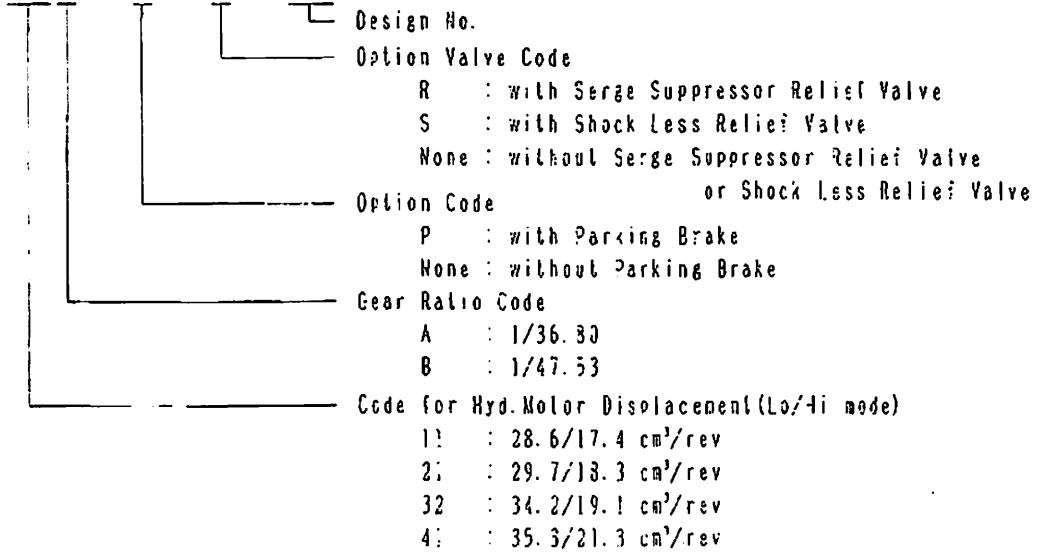 Design No.
Option Valve Code
R : with Serge Suppressor Relief Valve
S : with Shock Less Relief Valve
None : without Serge Suppressor Relief Valve
or Shock Less Relief Valve
Option Code
P : with Parking Brake
None : without Parking Brake
Gear Ratio Code
A : 1/36.
B : 1/47.53
Code for Hyd.Motor Displacement(Lo/Hi mode)
: 28.6/17.4 cm³/rev
: 29.7/18.3 cm³/rev
32 : 34.2/19.1 cm³/rev
: 35.3/21.3 cm³/rev